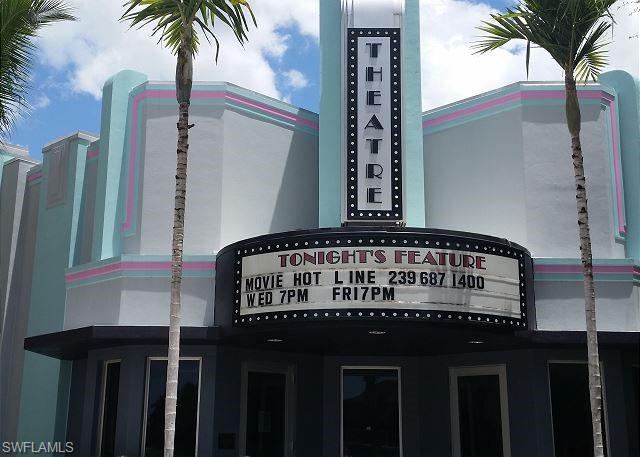 THEATRE
TONIGHT'S FEATURE
MOVIE HOT LINE 239 687 1400
WED 7PM FRI7PM
SWFLAMLS